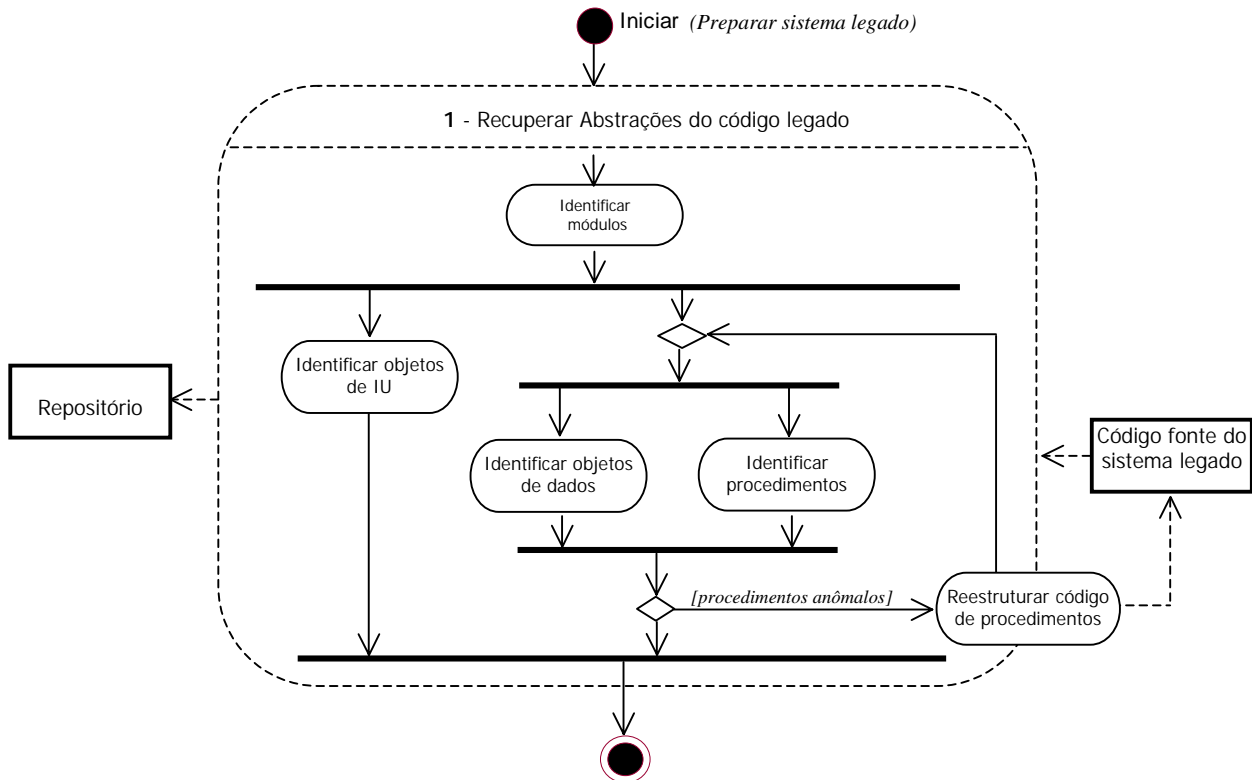 Iniciar (Preparar sistema legado)
1 - Recuperar Abstrações do código legado
Identificar
módulos
Identificar objetos
de IU
Repositório
Identificar objetos
de dados
Identificar
procedimentos
Código fonte do
sistema legado
[procedimentos anômalos]
Reestruturar código
de procedimentos